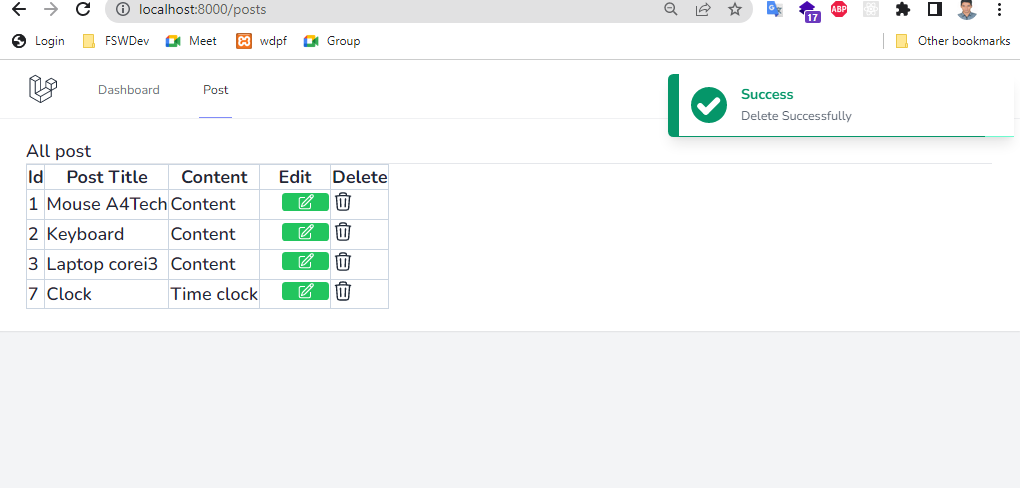 localhost:8000/posts
ABP
17
Login FSWDev Meet wdpf Group Other bookmarks
Dashboard Post
Success
Delete Successfully
All post
Id Post Title Content Edit Delete
1 Mouse A4Tech Content
2 Keyboard Content
3 Laptop corei3 Content
7 Clock Time clock